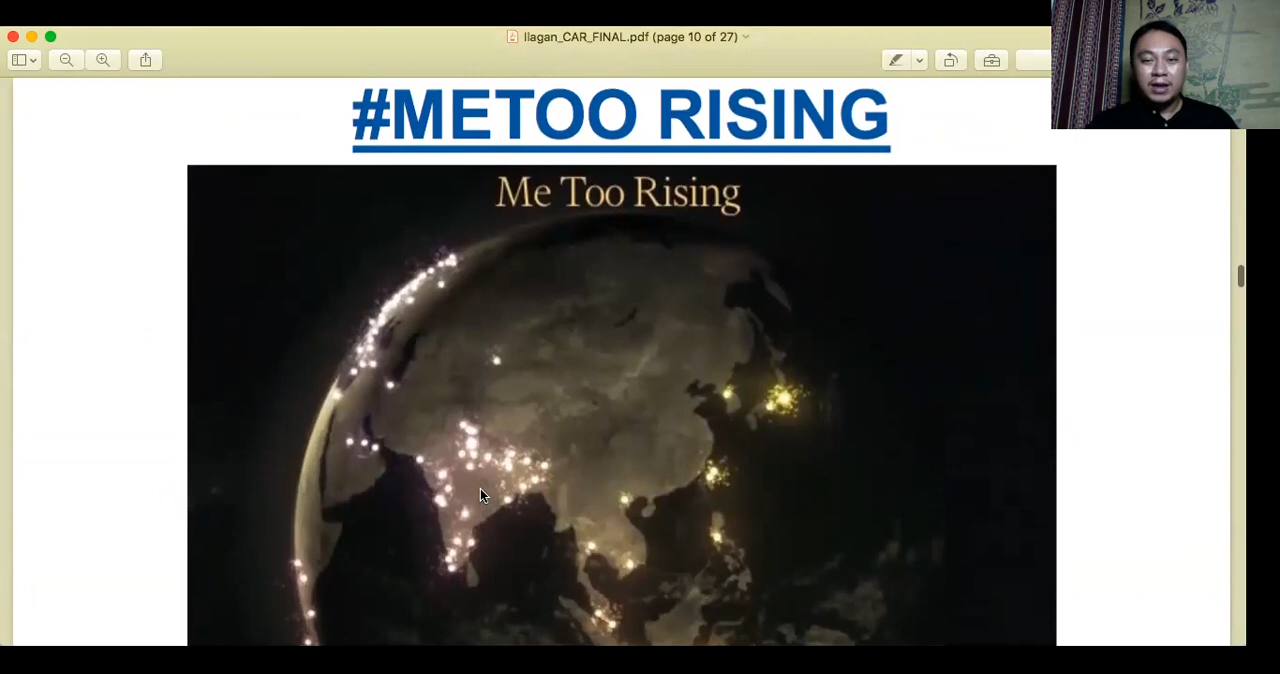 Ilagan_CAR_FINAL.pdf (page 10 of 27)
#METOO RISING
Me Too Rising